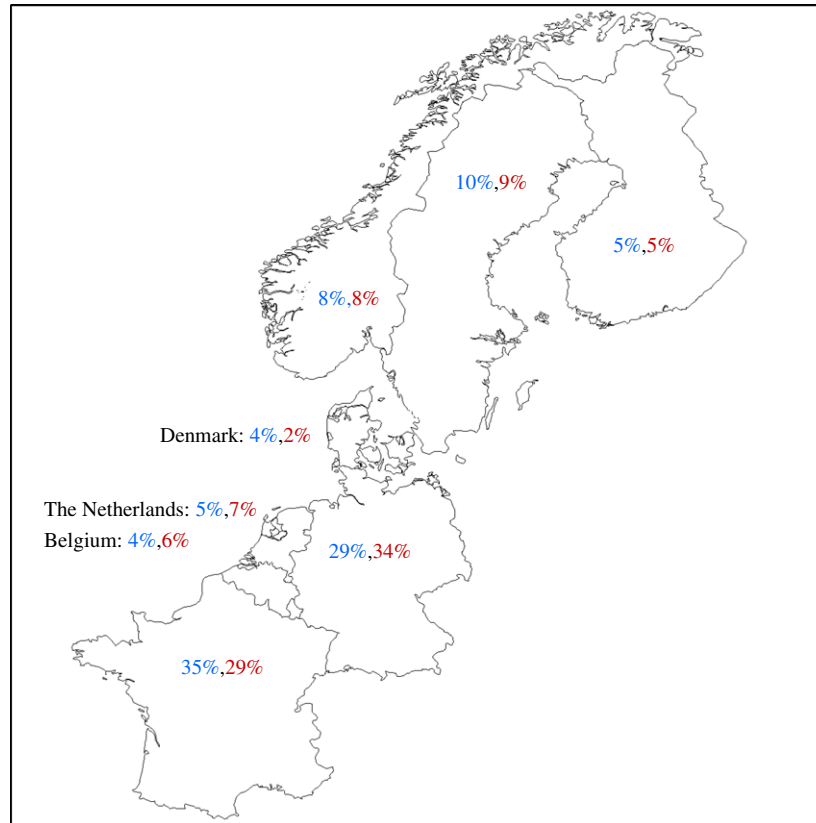 10%,9%
5%,5%
8%,8%
Denmark: 4%,2%
The Netherlands: 5%,7%
Belgium: 4%,6%
29%,34%
35%,29%